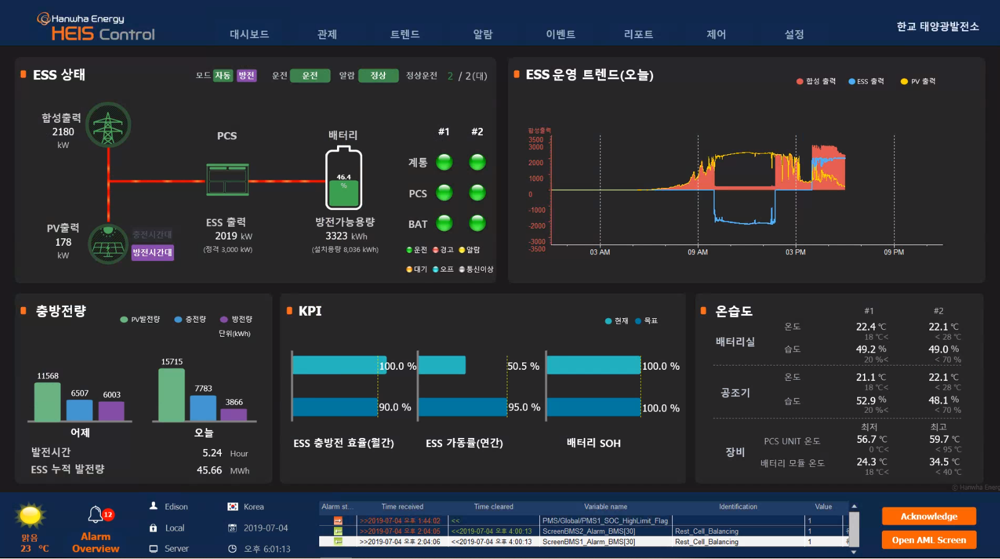 Hanwha Energy
HEIS Control
대시보드 관제 트렌드 알람 이벤트 리포트 제어 설정
한교 태양광발전소
ESS 상태
모드 자동 방전 운전 운전 알람 정상 정상운전 2 / 2(대)
합성출력
2180
kW
PCS
배터리
46.4
%
PV출력
178
kW
충전시간대
방전시간대
ESS 출력
2019 kW
(정격 3,000 kW)
방전가능용량
3323 kWh
(설치용량 8,036 kWh)
#1 #2
계통
PCS
BAT
운전 경고 알람
대기 오프 통신이상
ESS 운영 트렌드(오늘)
합성 출력 ESS 출력 PV 출력
합성출력
3500
3000
2000
1000
0
-1000
-2000
-3000
-3500
03 AM 09 AM 03 PM 09 PM
충방전량
PV발전량 충전량 방전량
단위(kWh)
11568 6507 6003
어제
15715 7783 3866
오늘
발전시간 5.24 Hour
ESS 누적 발전량 45.66 MWh
KPI
현재 목표
100.0 %
90.0 %
ESS 충방전 효율(월간)
50.5 %
95.0 %
ESS 가동률(연간)
100.0 %
100.0 %
배터리 SOH
온습도
#1 #2
배터리실
온도 22.4 ℃ 22.1 ℃
18 ℃< < 28 ℃
습도 49.2 % 49.0 %
20 %< < 70 %
공조기
온도 21.1 ℃ 22.1 ℃
18 ℃< < 28 ℃
습도 52.9 % 48.1 %
20 %< < 70 %
장비
최저 최고
PCS UNIT 온도 56.7 ℃ 59.7 ℃
0 ℃< < 95 ℃
배터리 모듈 온도 24.3 ℃ 34.5 ℃
18 ℃< < 40 ℃
© Hanwha Energ
맑음
23 ℃
12
Alarm
Overview
Edison
Local
Server
Korea
2019-07-04
오후 6:01:13
Alarm st... Time received Time cleared Variable name Identification Value
>>2019-07-04 오후 1:44:02 << PMS/Global/PMS1_SOC_HighLimit_Flag 1
>>2019-07-04 오후 2:04:05 <<2019-07-04 오후 4:00:13 ScreenBMS2_Alarm_BMS[30] Rest_Cell_Balancing 1
>>2019-07-04 오후 2:04:06 <<2019-07-04 오후 4:00:13 ScreenBMS1_Alarm_BMS[30] Rest_Cell_Balancing 1
Acknowledge
Open AML Screen